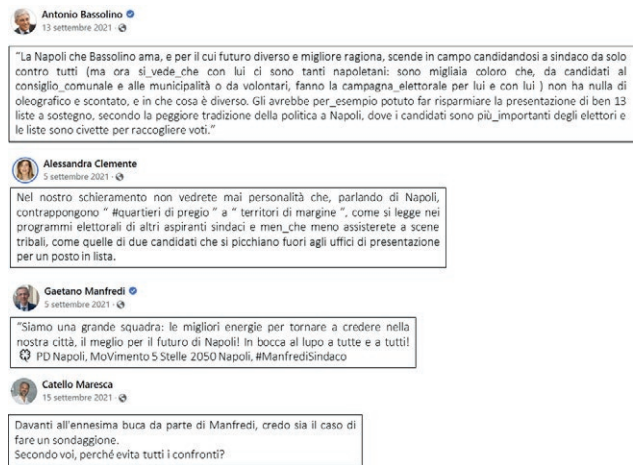 Antonio Bassolino
13 settembre 2021 ·
"La Napoli che Bassolino ama, e per il cui futuro diverso e migliore ragiona, scende in campo candidandosi a sindaco da solo
contro tutti (ma ora si_vede_che con lui ci sono tanti napoletani: sono migliaia coloro che, da candidati al
consiglio_comunale e alle municipalità o da volontari, fanno la campagna_elettorale per lui e con lui ) non ha nulla di
oleografico e scontato, e in che cosa è diverso. Gli avrebbe per_esempio potuto far risparmiare la presentazione di ben 13
liste a sostegno, secondo la peggiore tradizione della politica a Napoli, dove i candidati sono più_importanti degli elettori e
le liste sono civette per raccogliere voti."
Alessandra Clemente
5 settembre 2021 ·
Nel nostro schieramento non vedrete mai personalità che, parlando di Napoli,
contrappongono " #quartieri di pregio " a " territori di margine ", come si legge nei
programmi elettorali di altri aspiranti sindaci e men_che meno assisterete a scene
tribali, come quelle di due candidati che si picchiano fuori agli uffici di presentazione
per un posto in lista.
Gaetano Manfredi
5 settembre 2021 ·
"Siamo una grande squadra: le migliori energie per tornare a credere nella
nostra città, il meglio per il futuro di Napoli! In bocca al lupo a tutte e a tutti!
PD Napoli, MoVimento 5 Stelle 2050 Napoli, #ManfrediSindaco
Catello Maresca
15 settembre 2021 ·
Davanti all'ennesima buca da parte di Manfredi, credo sia il caso di
fare un sondaggione.
Secondo voi, perché evita tutti i confronti?